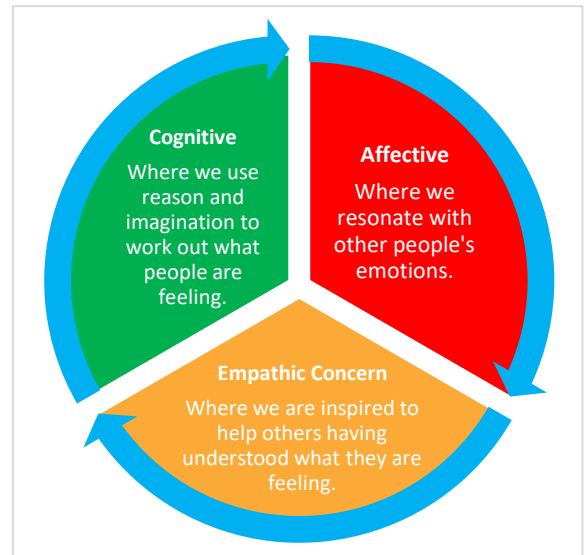 Cognitive
Where we use
reason and
imagination to
work out what
people are
feeling.
Affective
Where we
resonate with
other people's
emotions.
Empathic Concern
Where we are inspired to
help others having
understood what they are
feeling.